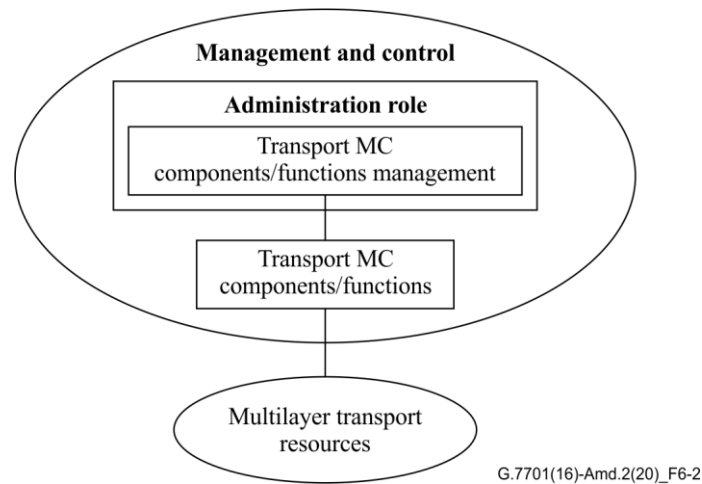 Management and control
Administration role
Transport MC
components/functions management
Transport MC
components/functions
Multilayer transport
resources
G.7701(16)-Amd.2(20)_F6-2